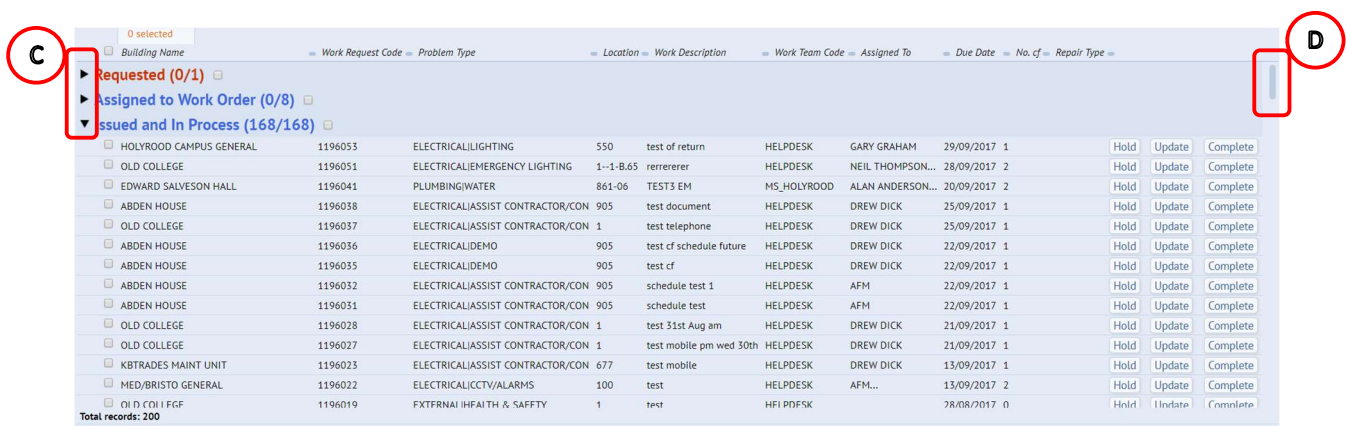 0 selected
Building Name Work Request Code Problem Type Location Work Description Work Team Code Assigned To Due Date No. cf Repair Type
C
D
Requested (0/1)
Assigned to Work Order (0/8)
Issued and In Process (168/168)
HOLYROOD CAMPUS GENERAL 1196053 ELECTRICAL|LIGHTING 550 test of return HELPDESK GARY GRAHAM 29/09/2017 1 Hold Update Complete
OLD COLLEGE 1196051 ELECTRICAL|EMERGENCY LIGHTING 1--1-B.65 rerrererer HELPDESK NEIL THOMPSON... 28/09/2017 2 Hold Update Complete
EDWARD SALVESON HALL 1196041 PLUMBING|WATER 861-06 TEST3 EM MS_HOLYROOD ALAN ANDERSON... 20/09/2017 2 Hold Update Complete
ABDEN HOUSE 1196038 ELECTRICAL|ASSIST CONTRACTOR/CON 905 test document HELPDESK DREW DICK 25/09/2017 1 Hold Update Complete
OLD COLLEGE 1196037 ELECTRICAL|ASSIST CONTRACTOR/CON 1 test telephone HELPDESK DREW DICK 25/09/2017 1 Hold Update Complete
ABDEN HOUSE 1196036 ELECTRICAL|DEMO 905 test cf schedule future HELPDESK DREW DICK 22/09/2017 1 Hold Update Complete
ABDEN HOUSE 1196035 ELECTRICAL|DEMO 905 test cf HELPDESK DREW DICK 22/09/2017 1 Hold Update Complete
ABDEN HOUSE 1196032 ELECTRICAL|ASSIST CONTRACTOR/CON 905 schedule test 1 HELPDESK AFM 22/09/2017 1 Hold Update Complete
ABDEN HOUSE 1196031 ELECTRICAL|ASSIST CONTRACTOR/CON 905 schedule test HELPDESK AFM 22/09/2017 1 Hold Update Complete
OLD COLLEGE 1196028 ELECTRICAL|ASSIST CONTRACTOR/CON 1 test 31st Aug am HELPDESK DREW DICK 21/09/2017 1 Hold Update Complete
OLD COLLEGE 1196027 ELECTRICAL|ASSIST CONTRACTOR/CON 1 test mobile pm wed 30th HELPDESK DREW DICK 21/09/2017 1 Hold Update Complete
KBTRADES MAINT UNIT 1196023 ELECTRICAL|ASSIST CONTRACTOR/CON 677 test mobile HELPDESK DREW DICK 13/09/2017 1 Hold Update Complete
MED/BRISTO GENERAL 1196022 ELECTRICAL|CCTV/ALARMS 100 test HELPDESK AFM... 13/09/2017 2 Hold Update Complete
OLD COLLEGE 1196019 EXTERNAL|HEALTH & SAFETY 1 test HELPDESK 28/08/2017 0 Hold Update Complete
Total records: 200